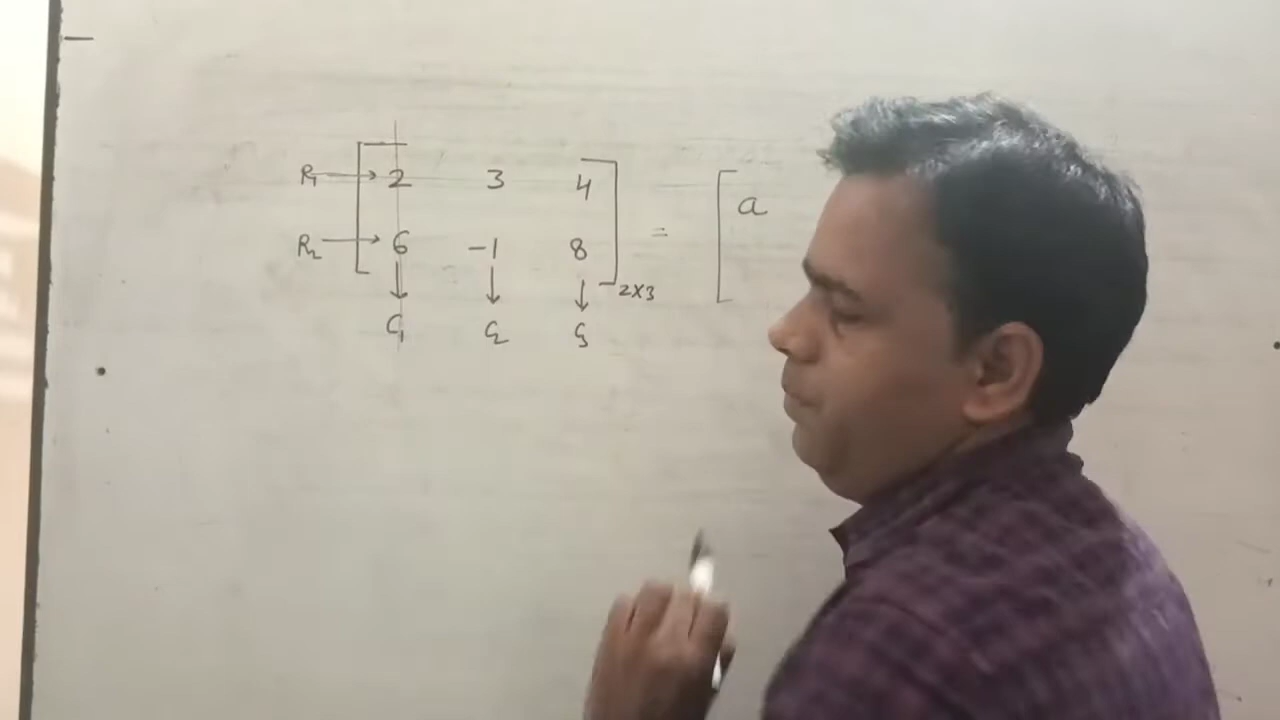 R₁ → [ 2 3 4
R₂ → 6 -1 8 ]₂ₓ₃ = [ a
C₁ C₂ C₃